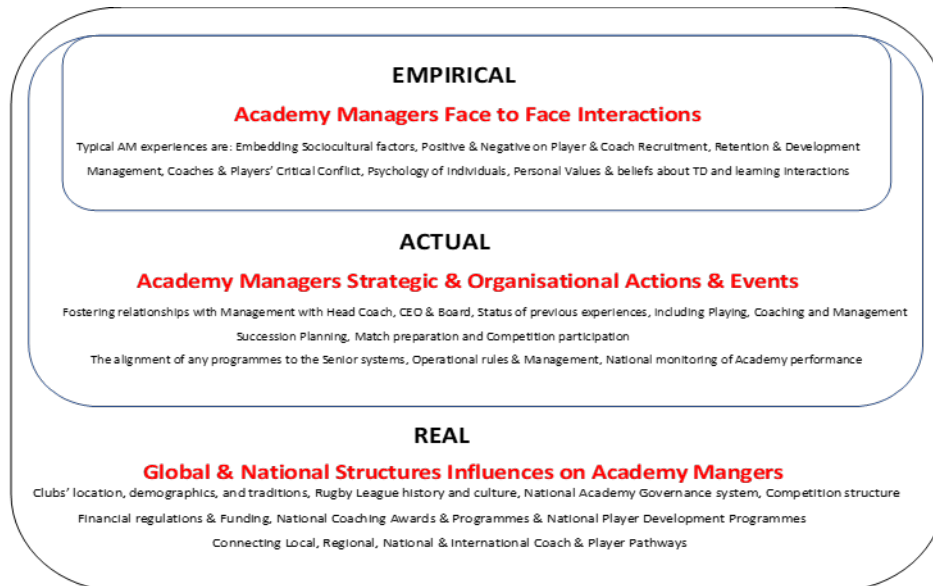 EMPIRICAL
Academy Managers Face to Face Interactions
Typical AM experiences are: Embedding Sociocultural factors, Positive & Negative on Player & Coach Recruitment, Retention & Development
Management, Coaches & Players' Critical Conflict, Psychology of Individuals, Personal Values & beliefs about TD and learning interactions
ACTUAL
Academy Managers Strategic & Organisational Actions & Events
Fostering relationships with Management with Head Coach, CEO & Board, Status of previous experiences, including Playing, Coaching and Management
Succession Planning, Match preparation and Competition participation
The alignment of any programmes to the Senior systems, Operational rules & Management, National monitoring of Academy performance
REAL
Global & National Structures Influences on Academy Mangers
Clubs' location, demographics, and traditions, Rugby League history and culture, National Academy Governance system, Competition structure
Financial regulations & Funding, National Coaching Awards & Programmes & National Player Development Programmes
Connecting Local, Regional, National & International Coach & Player Pathways